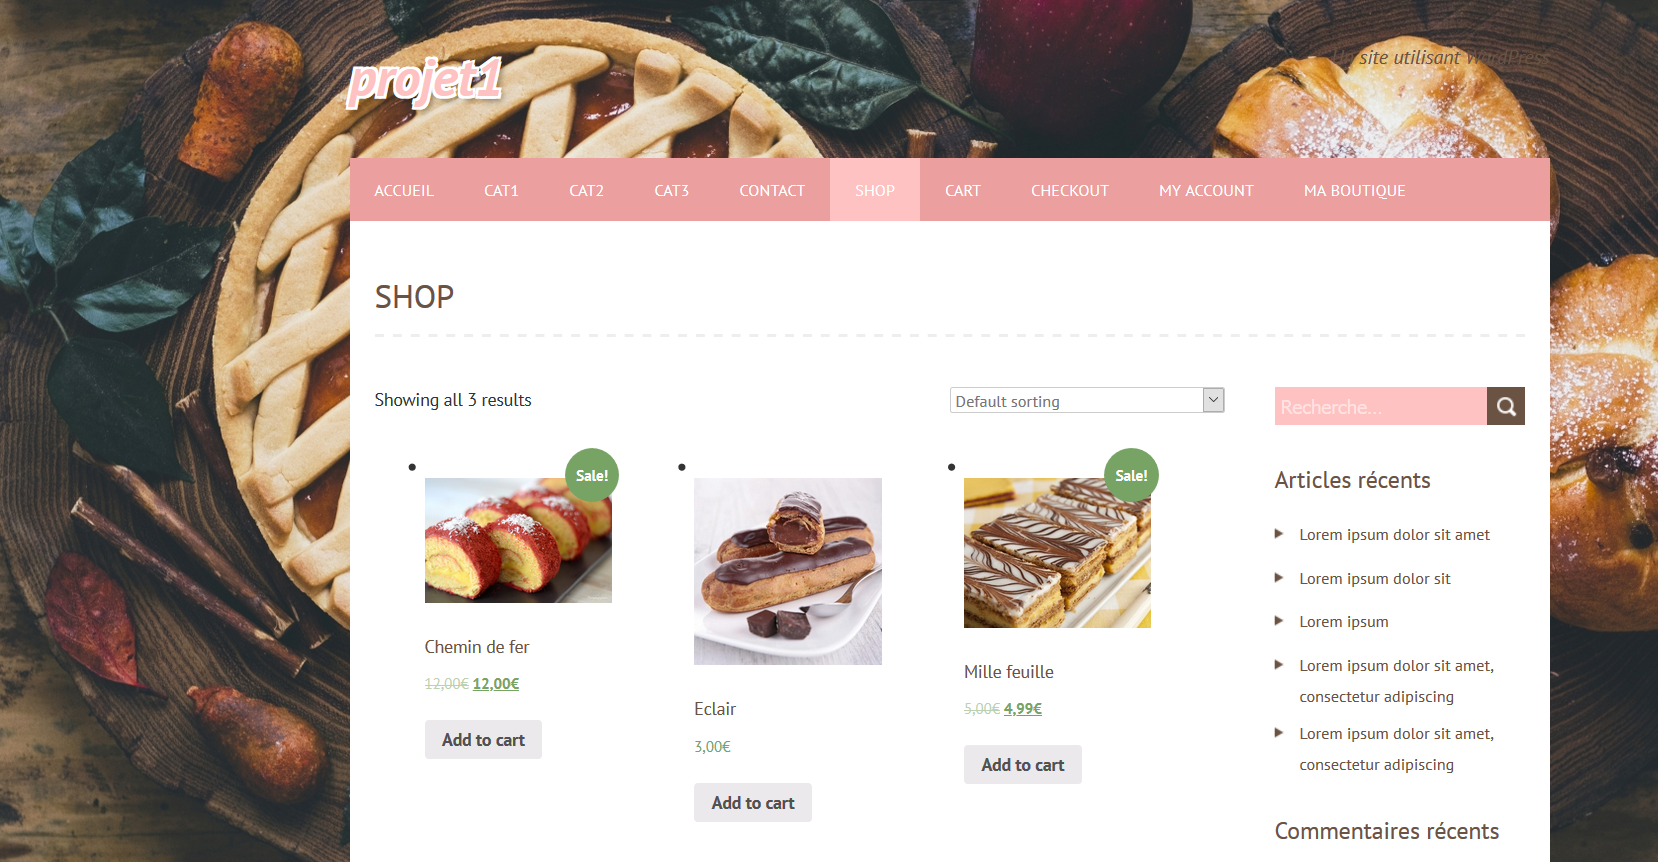 projet1
Un site utilisant WordPress
ACCUEIL CAT1 CAT2 CAT3 CONTACT SHOP CART CHECKOUT MY ACCOUNT MA BOUTIQUE
SHOP
Showing all 3 results
Default sorting
Recherche...
Sale!
Chemin de fer
12,00€ 12,00€
Add to cart
Eclair
3,00€
Add to cart
Sale!
Mille feuille
5,00€ 4,99€
Add to cart
Articles récents
Lorem ipsum dolor sit amet
Lorem ipsum dolor sit
Lorem ipsum
Lorem ipsum dolor sit amet,
consectetur adipiscing
Lorem ipsum dolor sit amet,
consectetur adipiscing
Commentaires récents